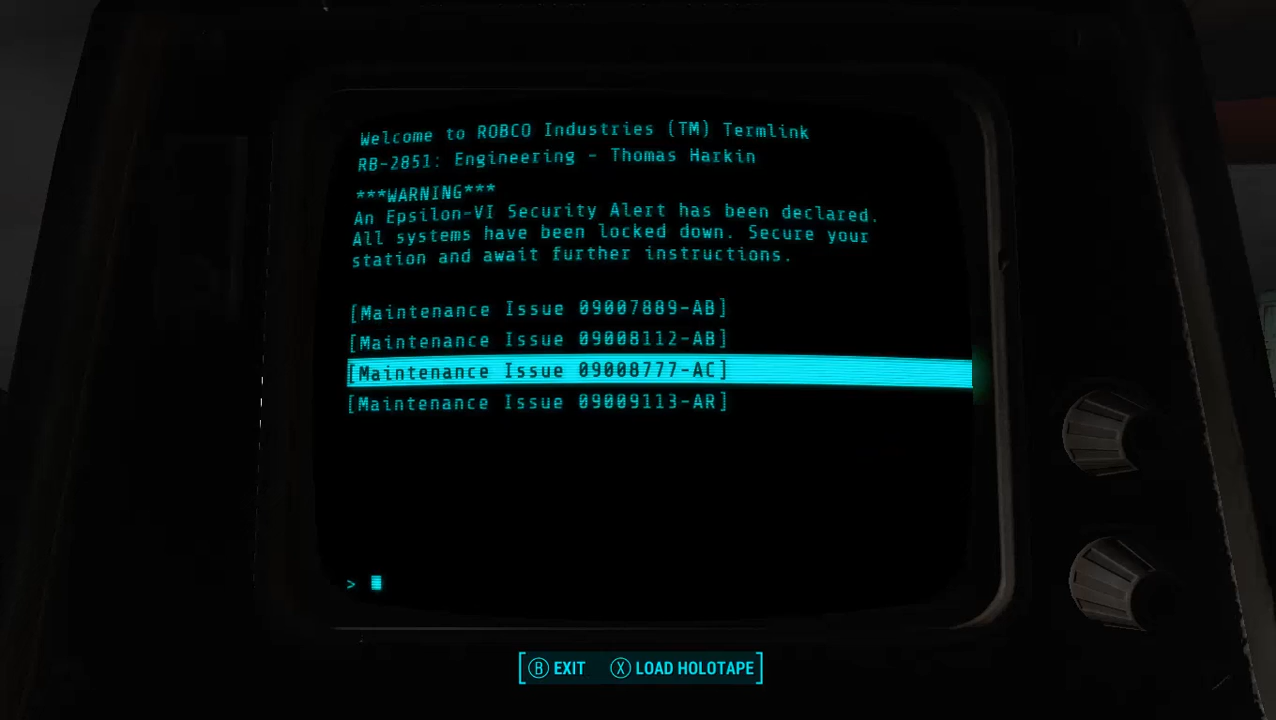 Welcome to ROBCO Industries (TM) Termlink
RB-2851: Engineering - Thomas Harkin
***WARNING***
An Epsilon-VI Security Alert has been declared.
All systems have been locked down. Secure your
station and await further instructions.
[Maintenance Issue 09007889-AB]
[Maintenance Issue 09008112-AB]
[Maintenance Issue 09008777-AC]
[Maintenance Issue 09009113-AR]
>
[(B) EXIT (X) LOAD HOLOTAPE]